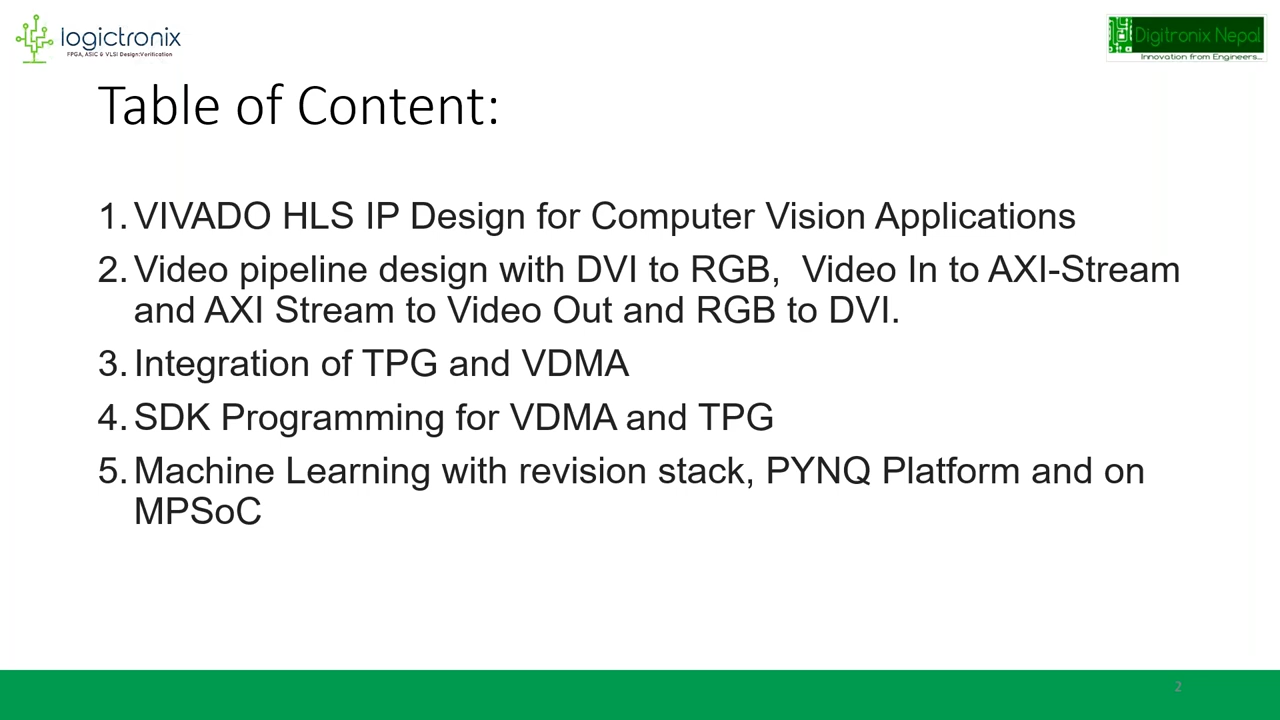 logictronix
FPGA, ASIC & VLSI Design:Verification
Digitronix Nepal
Innovation from Engineers...
Table of Content:
1. VIVADO HLS IP Design for Computer Vision Applications
2. Video pipeline design with DVI to RGB,  Video In to AXI-Stream
and AXI Stream to Video Out and RGB to DVI.
3. Integration of TPG and VDMA
4. SDK Programming for VDMA and TPG
5. Machine Learning with revision stack, PYNQ Platform and on
MPSoC
2